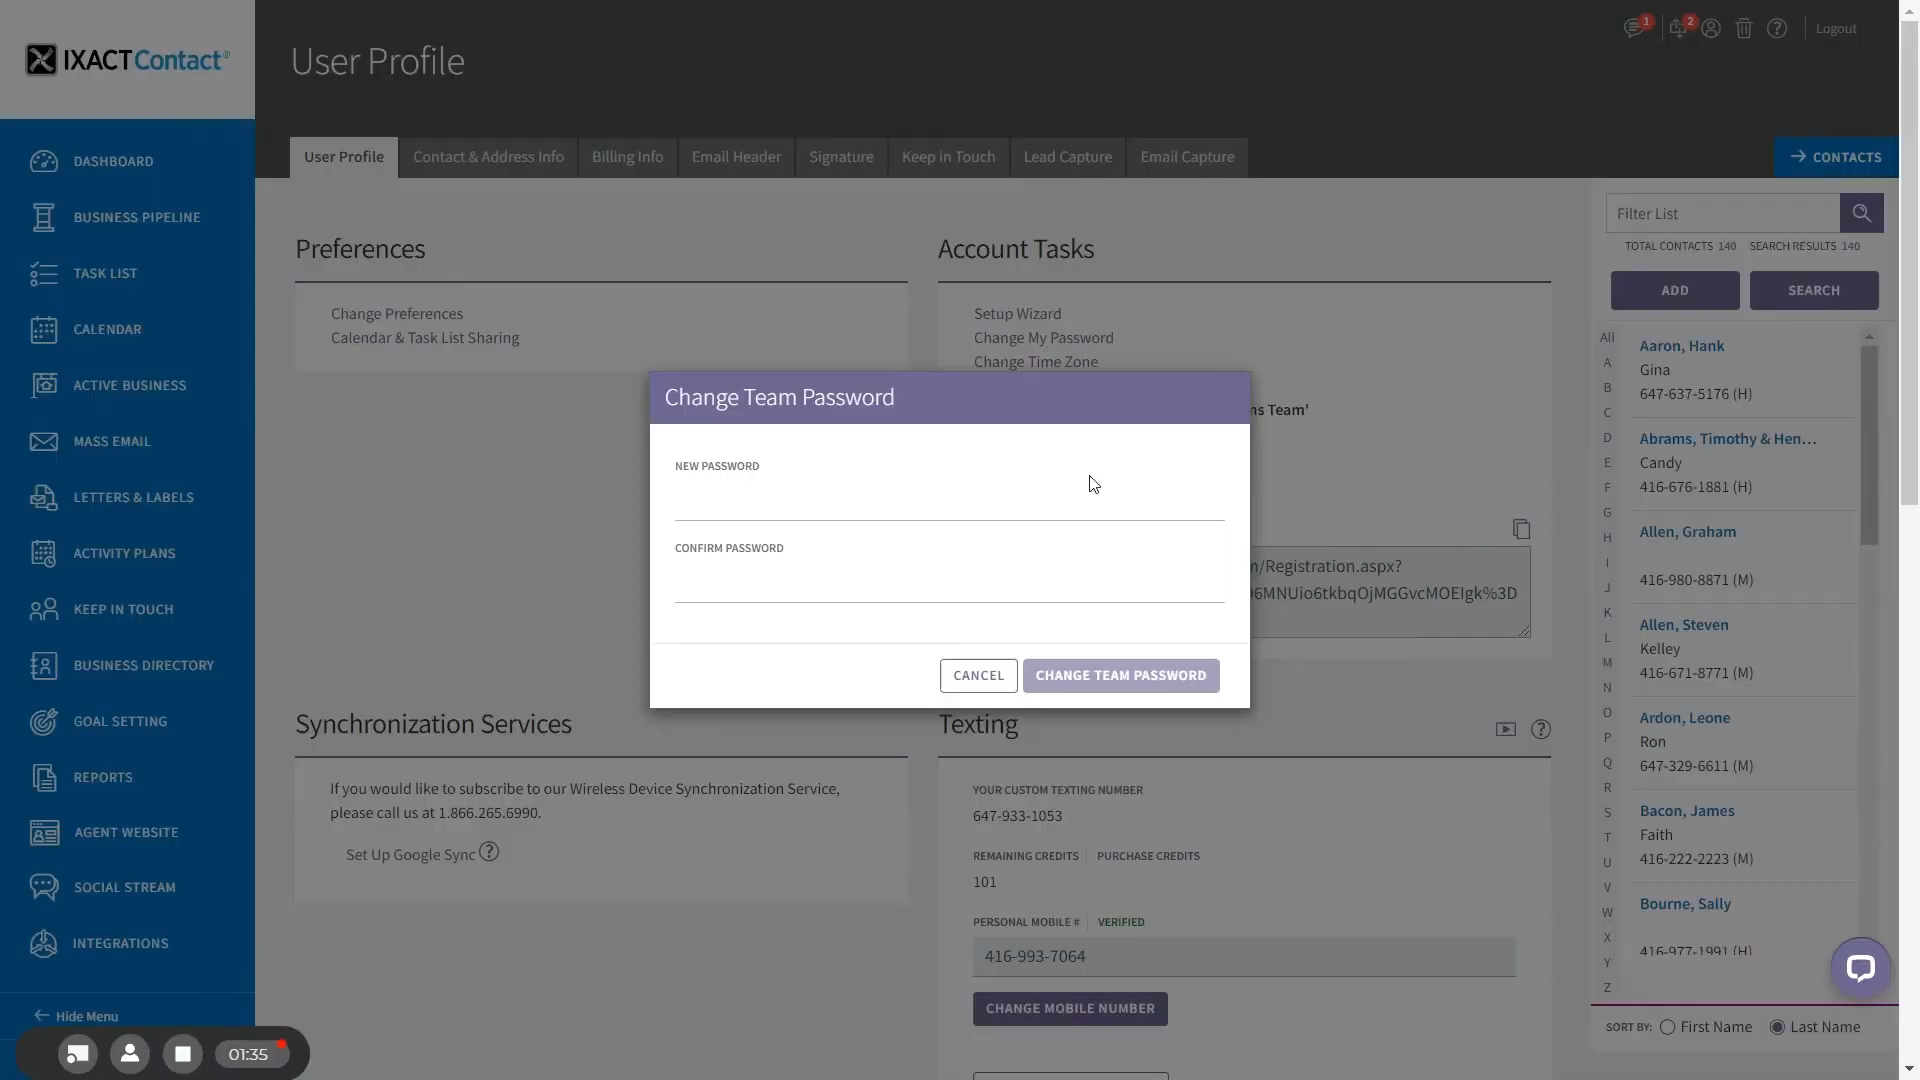 IXACTContact®
User Profile
1
2
Logout
User Profile
Contact & Address Info
Billing Info
Email Header
Signature
Keep in Touch
Lead Capture
Email Capture
CONTACTS
DASHBOARD
BUSINESS PIPELINE
TASK LIST
CALENDAR
ACTIVE BUSINESS
MASS EMAIL
LETTERS & LABELS
ACTIVITY PLANS
KEEP IN TOUCH
BUSINESS DIRECTORY
GOAL SETTING
REPORTS
AGENT WEBSITE
SOCIAL STREAM
INTEGRATIONS
Hide Menu
01:35
Preferences
Change Preferences
Calendar & Task List Sharing
Account Tasks
Setup Wizard
Change My Password
Change Time Zone
ns Team'
/Registration.aspx?
6MNUio6tkbqOjMGGvcMOEIgk%3D
Change Team Password
NEW PASSWORD
CONFIRM PASSWORD
CANCEL
CHANGE TEAM PASSWORD
Synchronization Services
If you would like to subscribe to our Wireless Device Synchronization Service,
please call us at 1.866.265.6990.
Set Up Google Sync ?
Texting
?
YOUR CUSTOM TEXTING NUMBER
647-933-1053
REMAINING CREDITS PURCHASE CREDITS
101
PERSONAL MOBILE # VERIFIED
416-993-7064
CHANGE MOBILE NUMBER
Filter List
TOTAL CONTACTS 140 SEARCH RESULTS 140
ADD
SEARCH
All
A
B
C
D
E
F
G
H
I
J
K
L
M
N
O
P
Q
R
S
T
U
V
W
X
Y
Z
Aaron, Hank
Gina
647-637-5176 (H)
Abrams, Timothy & Hen...
Candy
416-676-1881 (H)
Allen, Graham
416-980-8871 (M)
Allen, Steven
Kelley
416-671-8771 (M)
Ardon, Leone
Ron
647-329-6611 (M)
Bacon, James
Faith
416-222-2223 (M)
Bourne, Sally
416-977-1991 (H)
SORT BY: First Name Last Name